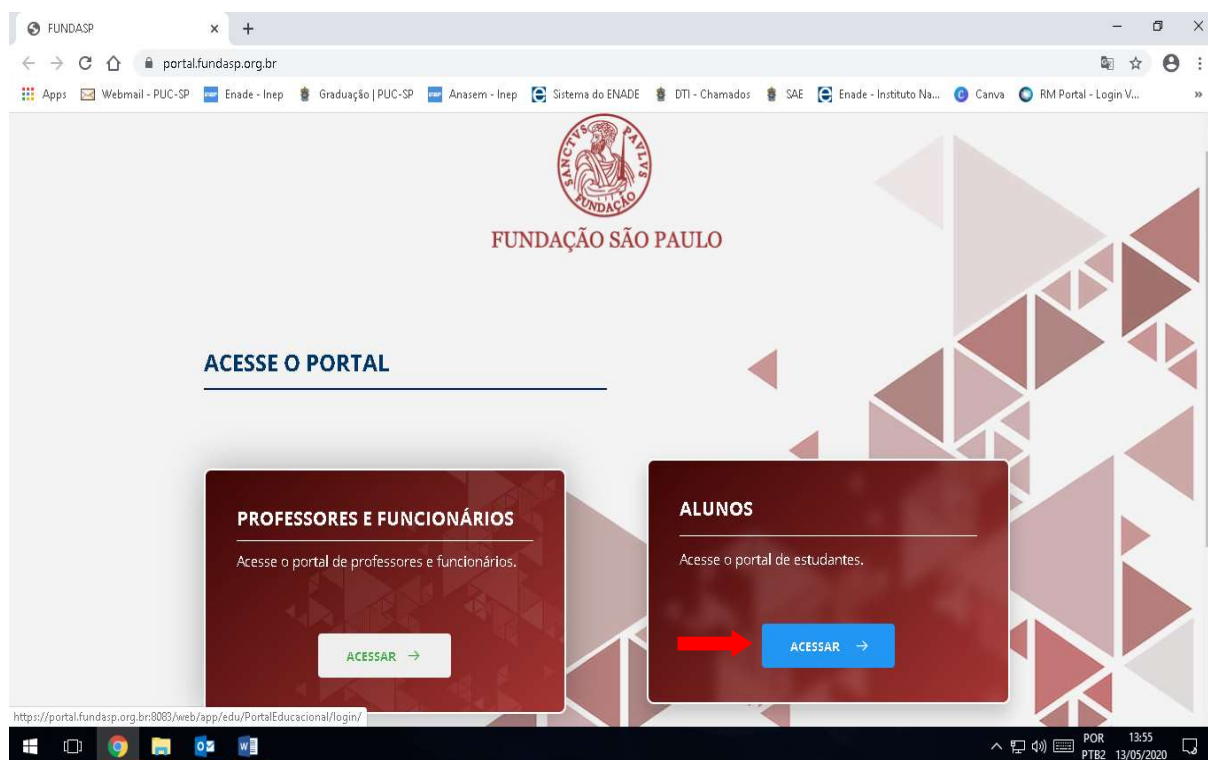 FUNDASP
portal.fundasp.org.br
Apps Webmail - PUC-SP Enade - Inep Graduação | PUC-SP Anasem - Inep Sistema do ENADE DTI - Chamados SAE Enade - Instituto Na... Canva RM Portal - Login V... »
SANCTVS PAVLVS
FUNDAÇÃO
FUNDAÇÃO SÃO PAULO
ACESSE O PORTAL
PROFESSORES E FUNCIONÁRIOS
Acesse o portal de professores e funcionários.
ACESSAR →
ALUNOS
Acesse o portal de estudantes.
ACESSAR →
https://portal.fundasp.org.br:8083/web/app/edu/PortalEducacional/login/
POR 13:55
PTB2 13/05/2020